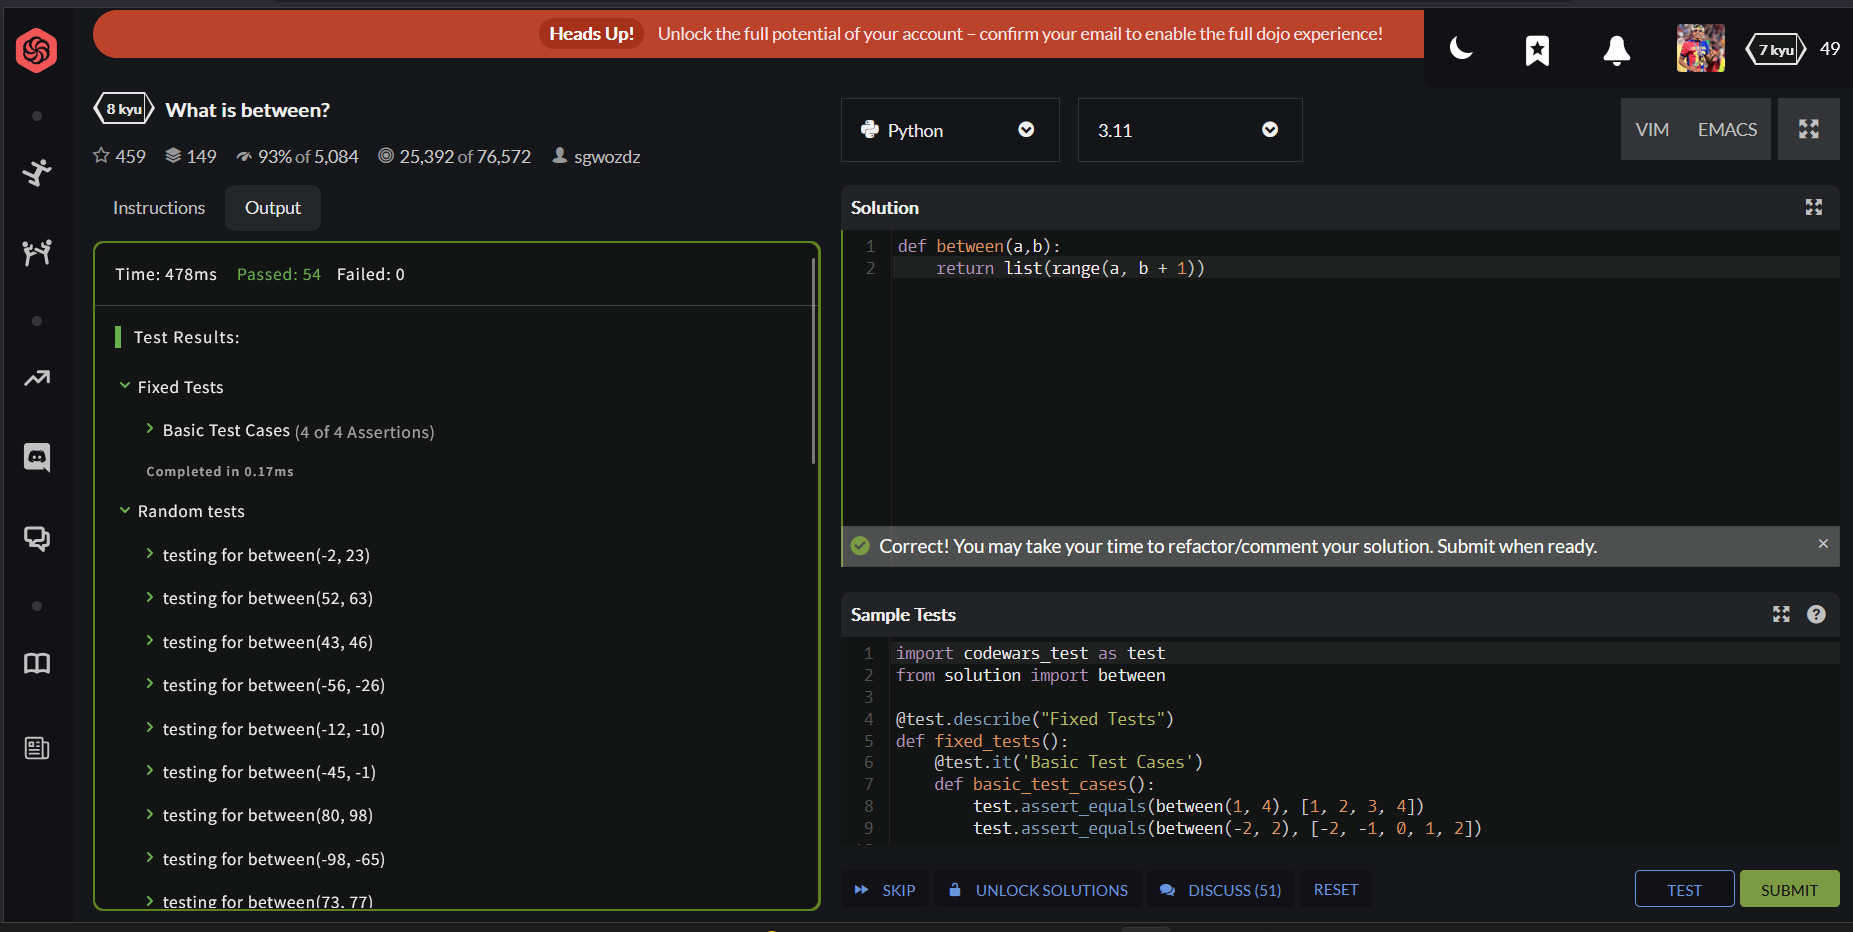 Heads Up! Unlock the full potential of your account – confirm your email to enable the full dojo experience!
7 kyu 49
8 kyu What is between?
459 149 93% of 5,084 25,392 of 76,572 sgwozdz
Instructions Output
Time: 478ms Passed: 54 Failed: 0
Test Results:
Fixed Tests
Basic Test Cases (4 of 4 Assertions)
Completed in 0.17ms
Random tests
testing for between(-2, 23)
testing for between(52, 63)
testing for between(43, 46)
testing for between(-56, -26)
testing for between(-12, -10)
testing for between(-45, -1)
testing for between(80, 98)
testing for between(-98, -65)
testing for between(73, 77)
Python 3.11 VIM EMACS
Solution
1 def between(a,b):
2     return list(range(a, b + 1))
Correct! You may take your time to refactor/comment your solution. Submit when ready. ×
Sample Tests ?
1 import codewars_test as test
2 from solution import between
3
4 @test.describe("Fixed Tests")
5 def fixed_tests():
6     @test.it('Basic Test Cases')
7     def basic_test_cases():
8         test.assert_equals(between(1, 4), [1, 2, 3, 4])
9         test.assert_equals(between(-2, 2), [-2, -1, 0, 1, 2])
SKIP UNLOCK SOLUTIONS DISCUSS (51) RESET TEST SUBMIT